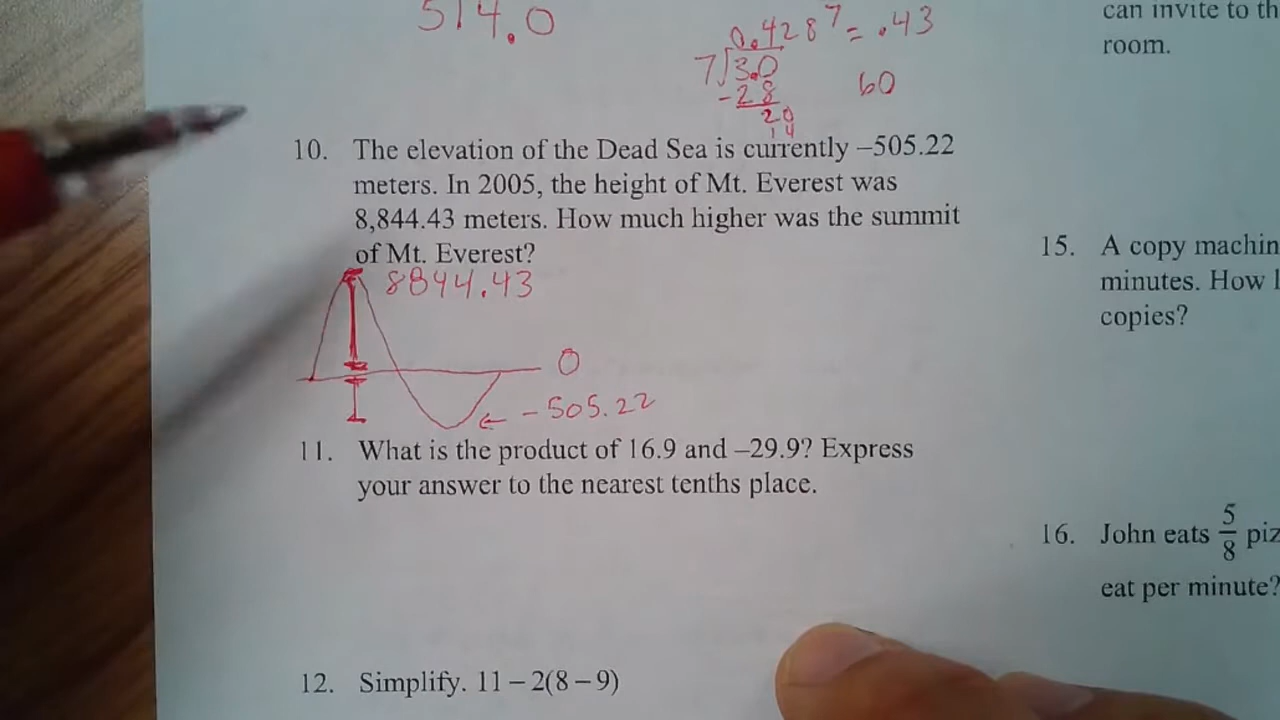 514.0
0.4287 = .43
7)3.0
-28
20
14
60
10. The elevation of the Dead Sea is currently –505.22
meters. In 2005, the height of Mt. Everest was
8,844.43 meters. How much higher was the summit
of Mt. Everest?
8844.43
0
← -505.22
11. What is the product of 16.9 and –29.9? Express
your answer to the nearest tenths place.
12. Simplify. 11 – 2(8 – 9)
can invite to th
room.
15. A copy machin
minutes. How l
copies?
16. John eats 5/8 piz
eat per minute?